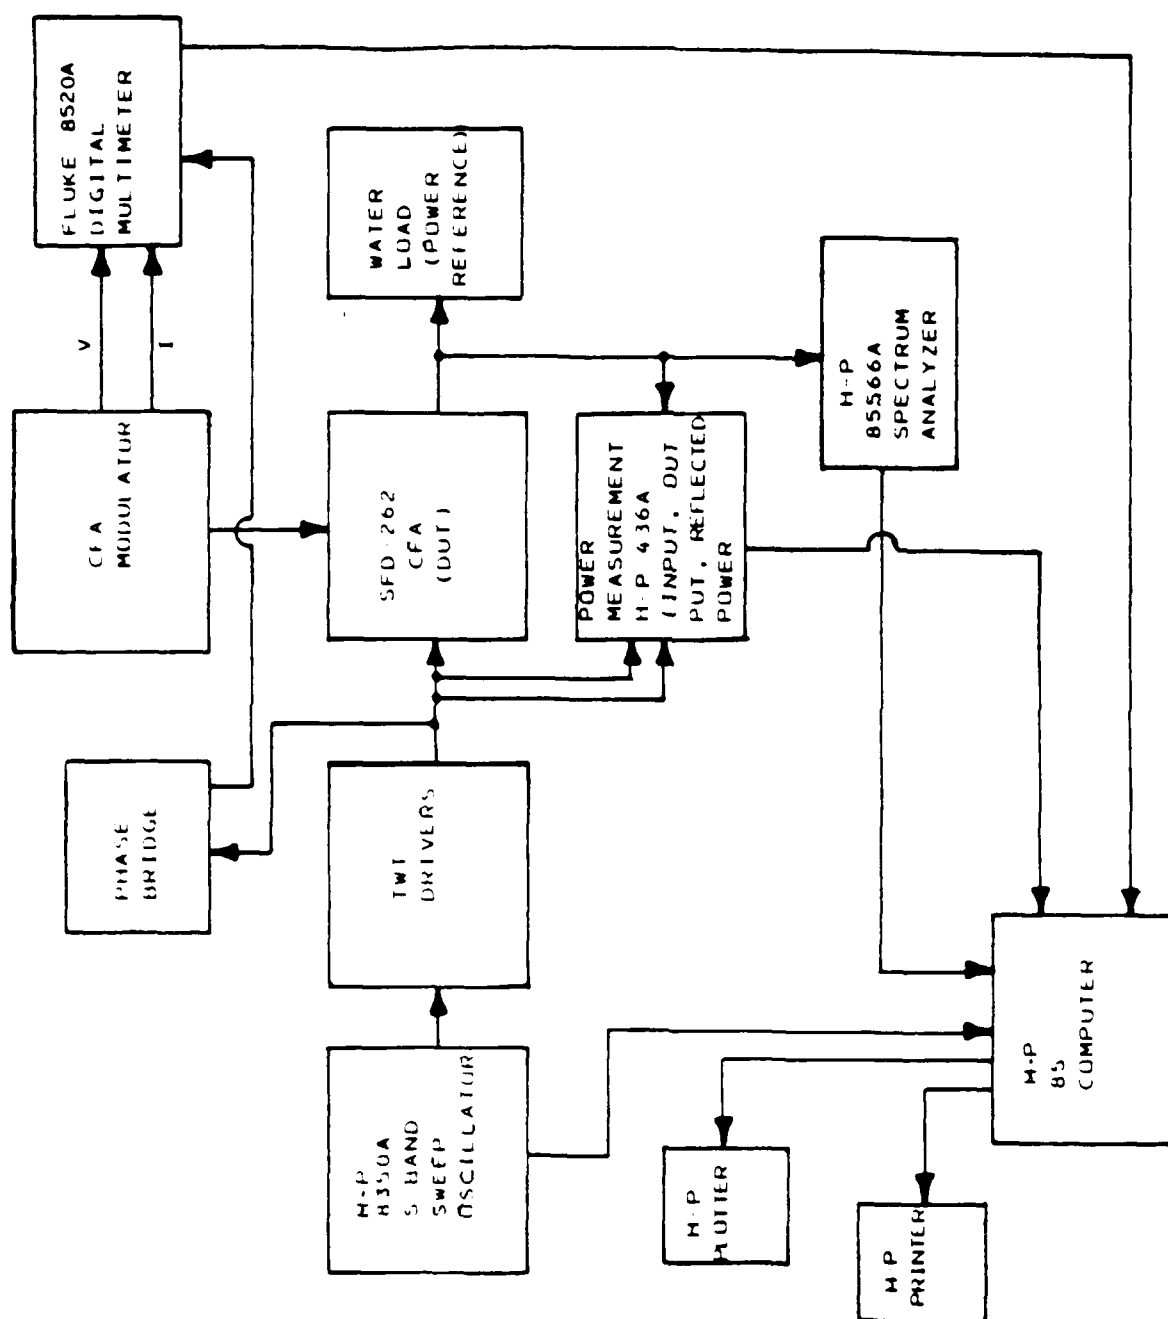 FLUKE 8520A
DIGITAL
MULTIMETER
V
I
CFA
MODULATOR
PHASE
BRIDGE
WATER
LOAD
(POWER
REFERENCE)
SFD-262
CFA
(DUT)
TWT
DRIVERS
H-P
8350A
S BAND
SWEEP
OSCILLATOR
POWER
MEASUREMENT
H-P 436A
(INPUT, OUT
PUT, REFLECTED
POWER
H-P
85566A
SPECTRUM
ANALYZER
H-P
85
COMPUTER
H-P
PLOTTER
H-P
PRINTER